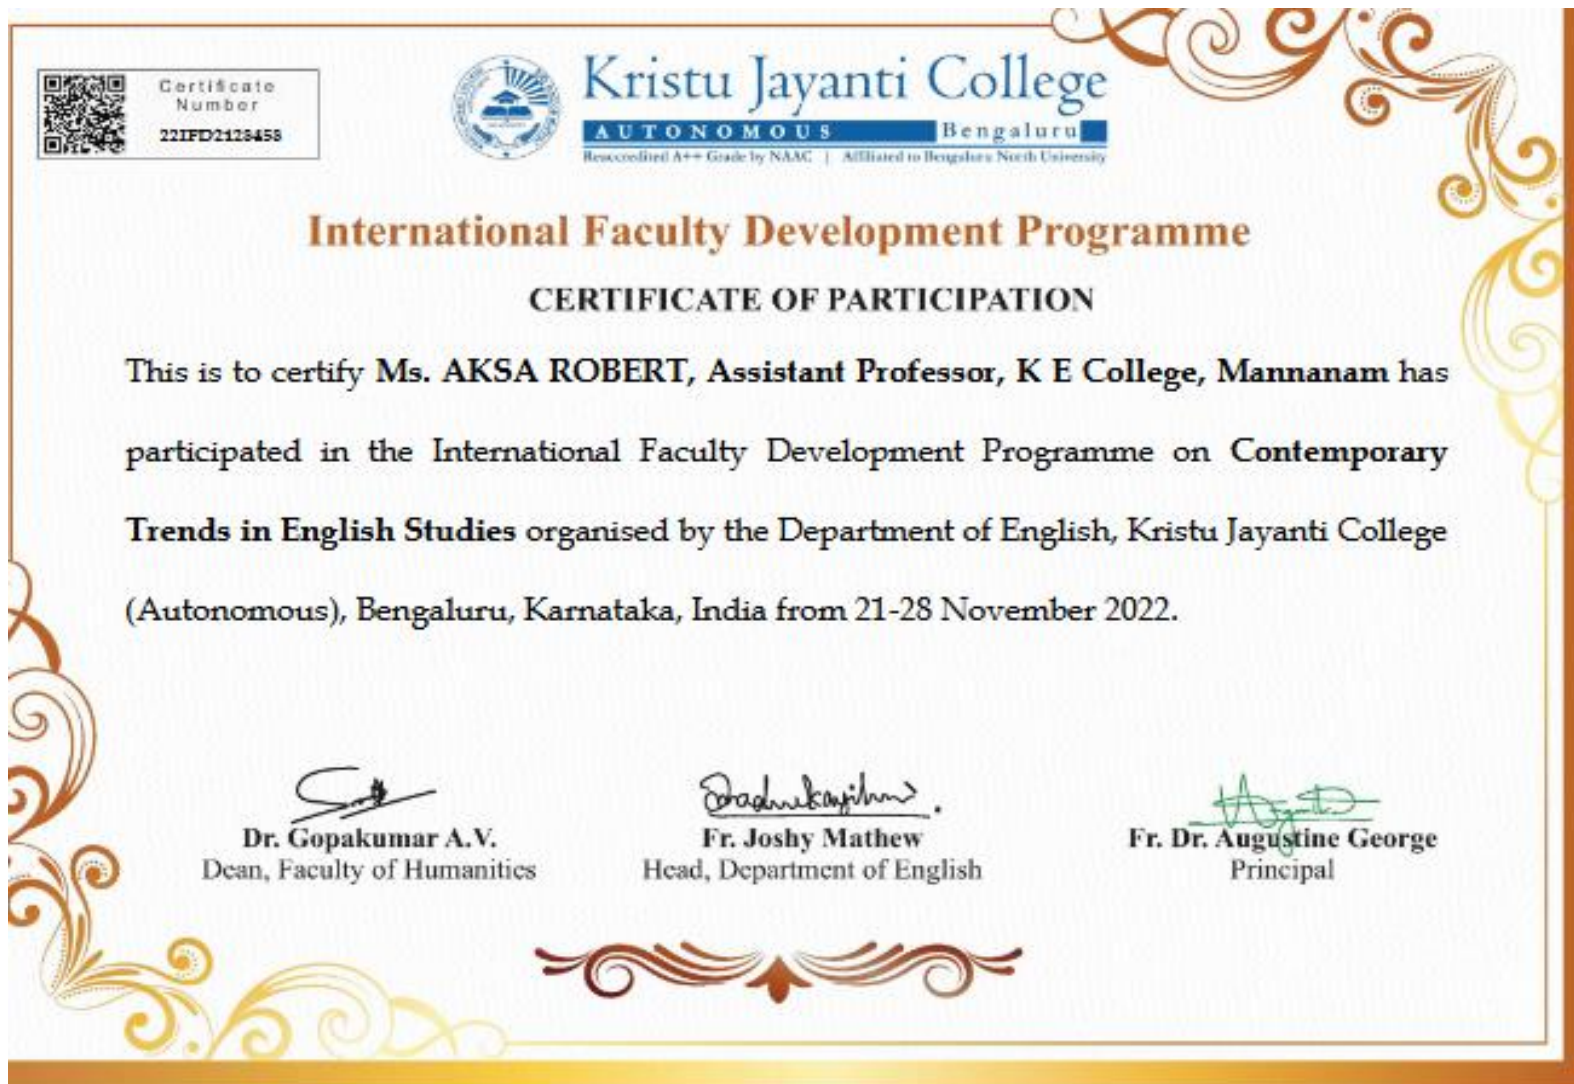 Certificate
Number
22IFD2123453
Kristu Jayanti College
AUTONOMOUS Bengaluru
Reaccredited A++ Grade by NAAC | Affiliated to Bengaluru North University
International Faculty Development Programme
CERTIFICATE OF PARTICIPATION
This is to certify Ms. AKSA ROBERT, Assistant Professor, K E College, Mannanam has
participated in the International Faculty Development Programme on Contemporary
Trends in English Studies organised by the Department of English, Kristu Jayanti College
(Autonomous), Bengaluru, Karnataka, India from 21-28 November 2022.
Dr. Gopakumar A.V.
Dean, Faculty of Humanities
Fr. Joshy Mathew
Head, Department of English
Fr. Dr. Augustine George
Principal